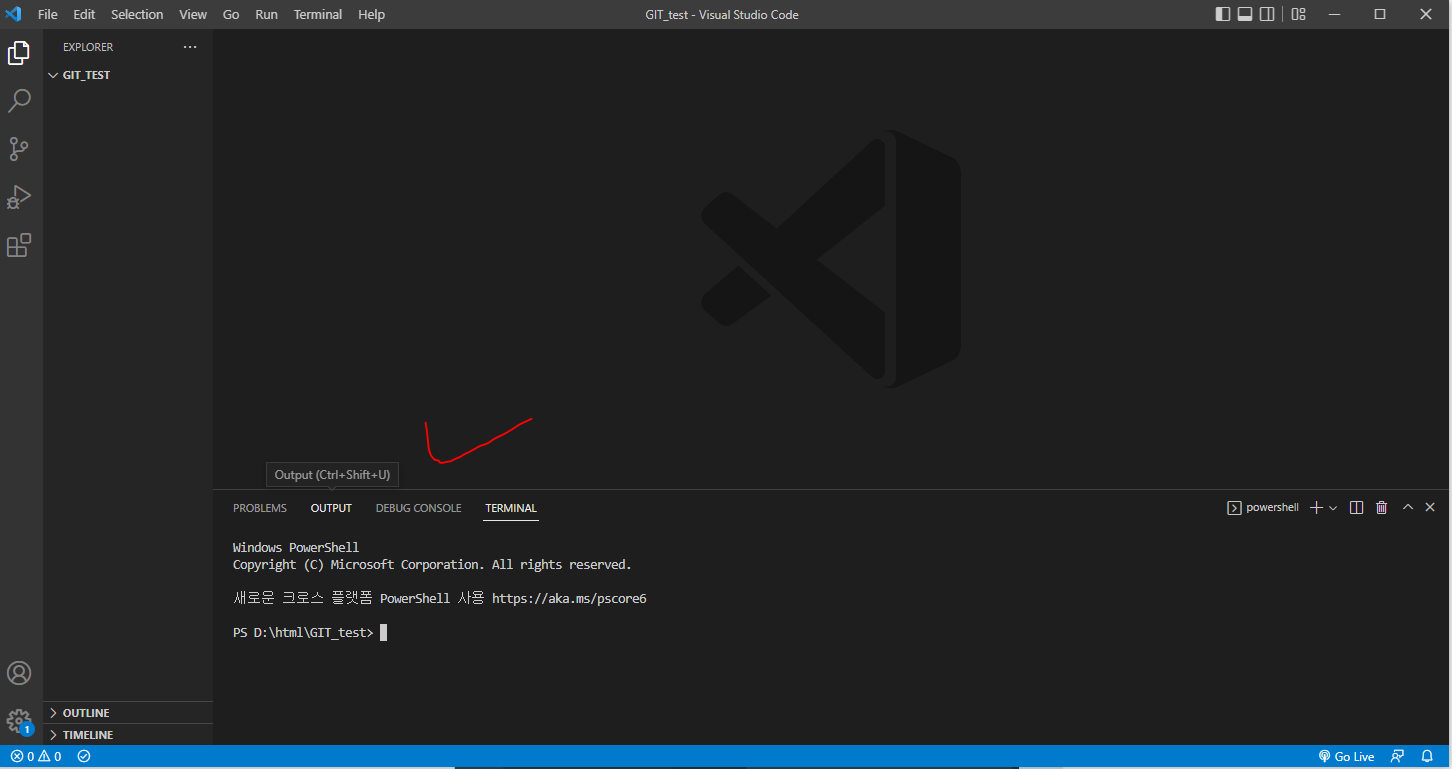 File Edit Selection View Go Run Terminal Help GIT_test - Visual Studio Code
EXPLORER
GIT_TEST
Output (Ctrl+Shift+U)
PROBLEMS OUTPUT DEBUG CONSOLE TERMINAL powershell
Windows PowerShell
Copyright (C) Microsoft Corporation. All rights reserved.
새로운 크로스 플랫폼 PowerShell 사용 https://aka.ms/pscore6
PS D:\html\GIT_test>
OUTLINE
1
TIMELINE
0 0 Go Live